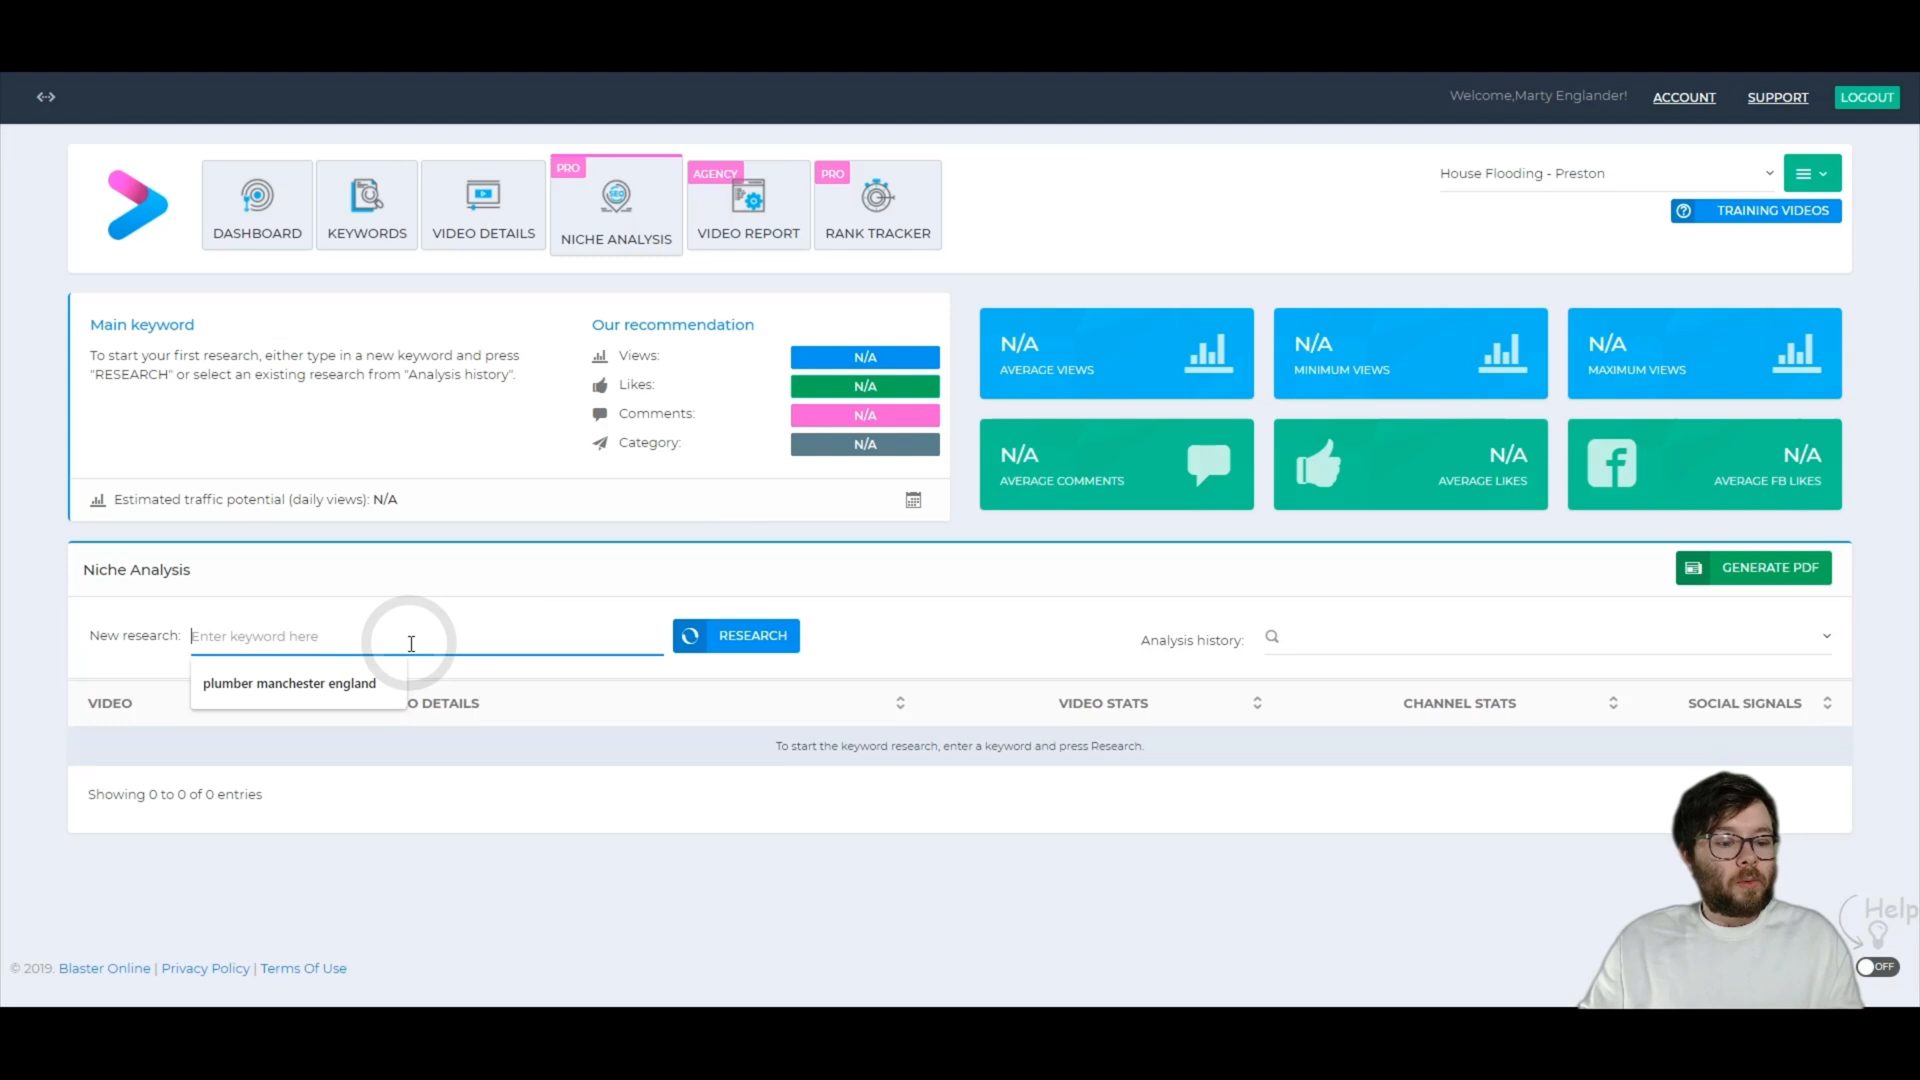 Welcome,Marty Englander!
ACCOUNT
SUPPORT
LOGOUT
DASHBOARD
KEYWORDS
VIDEO DETAILS
PRO
NICHE ANALYSIS
AGENCY
VIDEO REPORT
PRO
RANK TRACKER
House Flooding - Preston
TRAINING VIDEOS
Main keyword
To start your first research, either type in a new keyword and press
"RESEARCH" or select an existing research from "Analysis history".
Our recommendation
Views: N/A
Likes: N/A
Comments: N/A
Category: N/A
Estimated traffic potential (daily views): N/A
N/A
AVERAGE VIEWS
N/A
MINIMUM VIEWS
N/A
MAXIMUM VIEWS
N/A
AVERAGE COMMENTS
N/A
AVERAGE LIKES
N/A
AVERAGE FB LIKES
Niche Analysis
GENERATE PDF
New research: Enter keyword here
RESEARCH
Analysis history:
plumber manchester england
VIDEO
O DETAILS
VIDEO STATS
CHANNEL STATS
SOCIAL SIGNALS
To start the keyword research, enter a keyword and press Research.
Showing 0 to 0 of 0 entries
Help
OFF
© 2019. Blaster Online | Privacy Policy | Terms Of Use